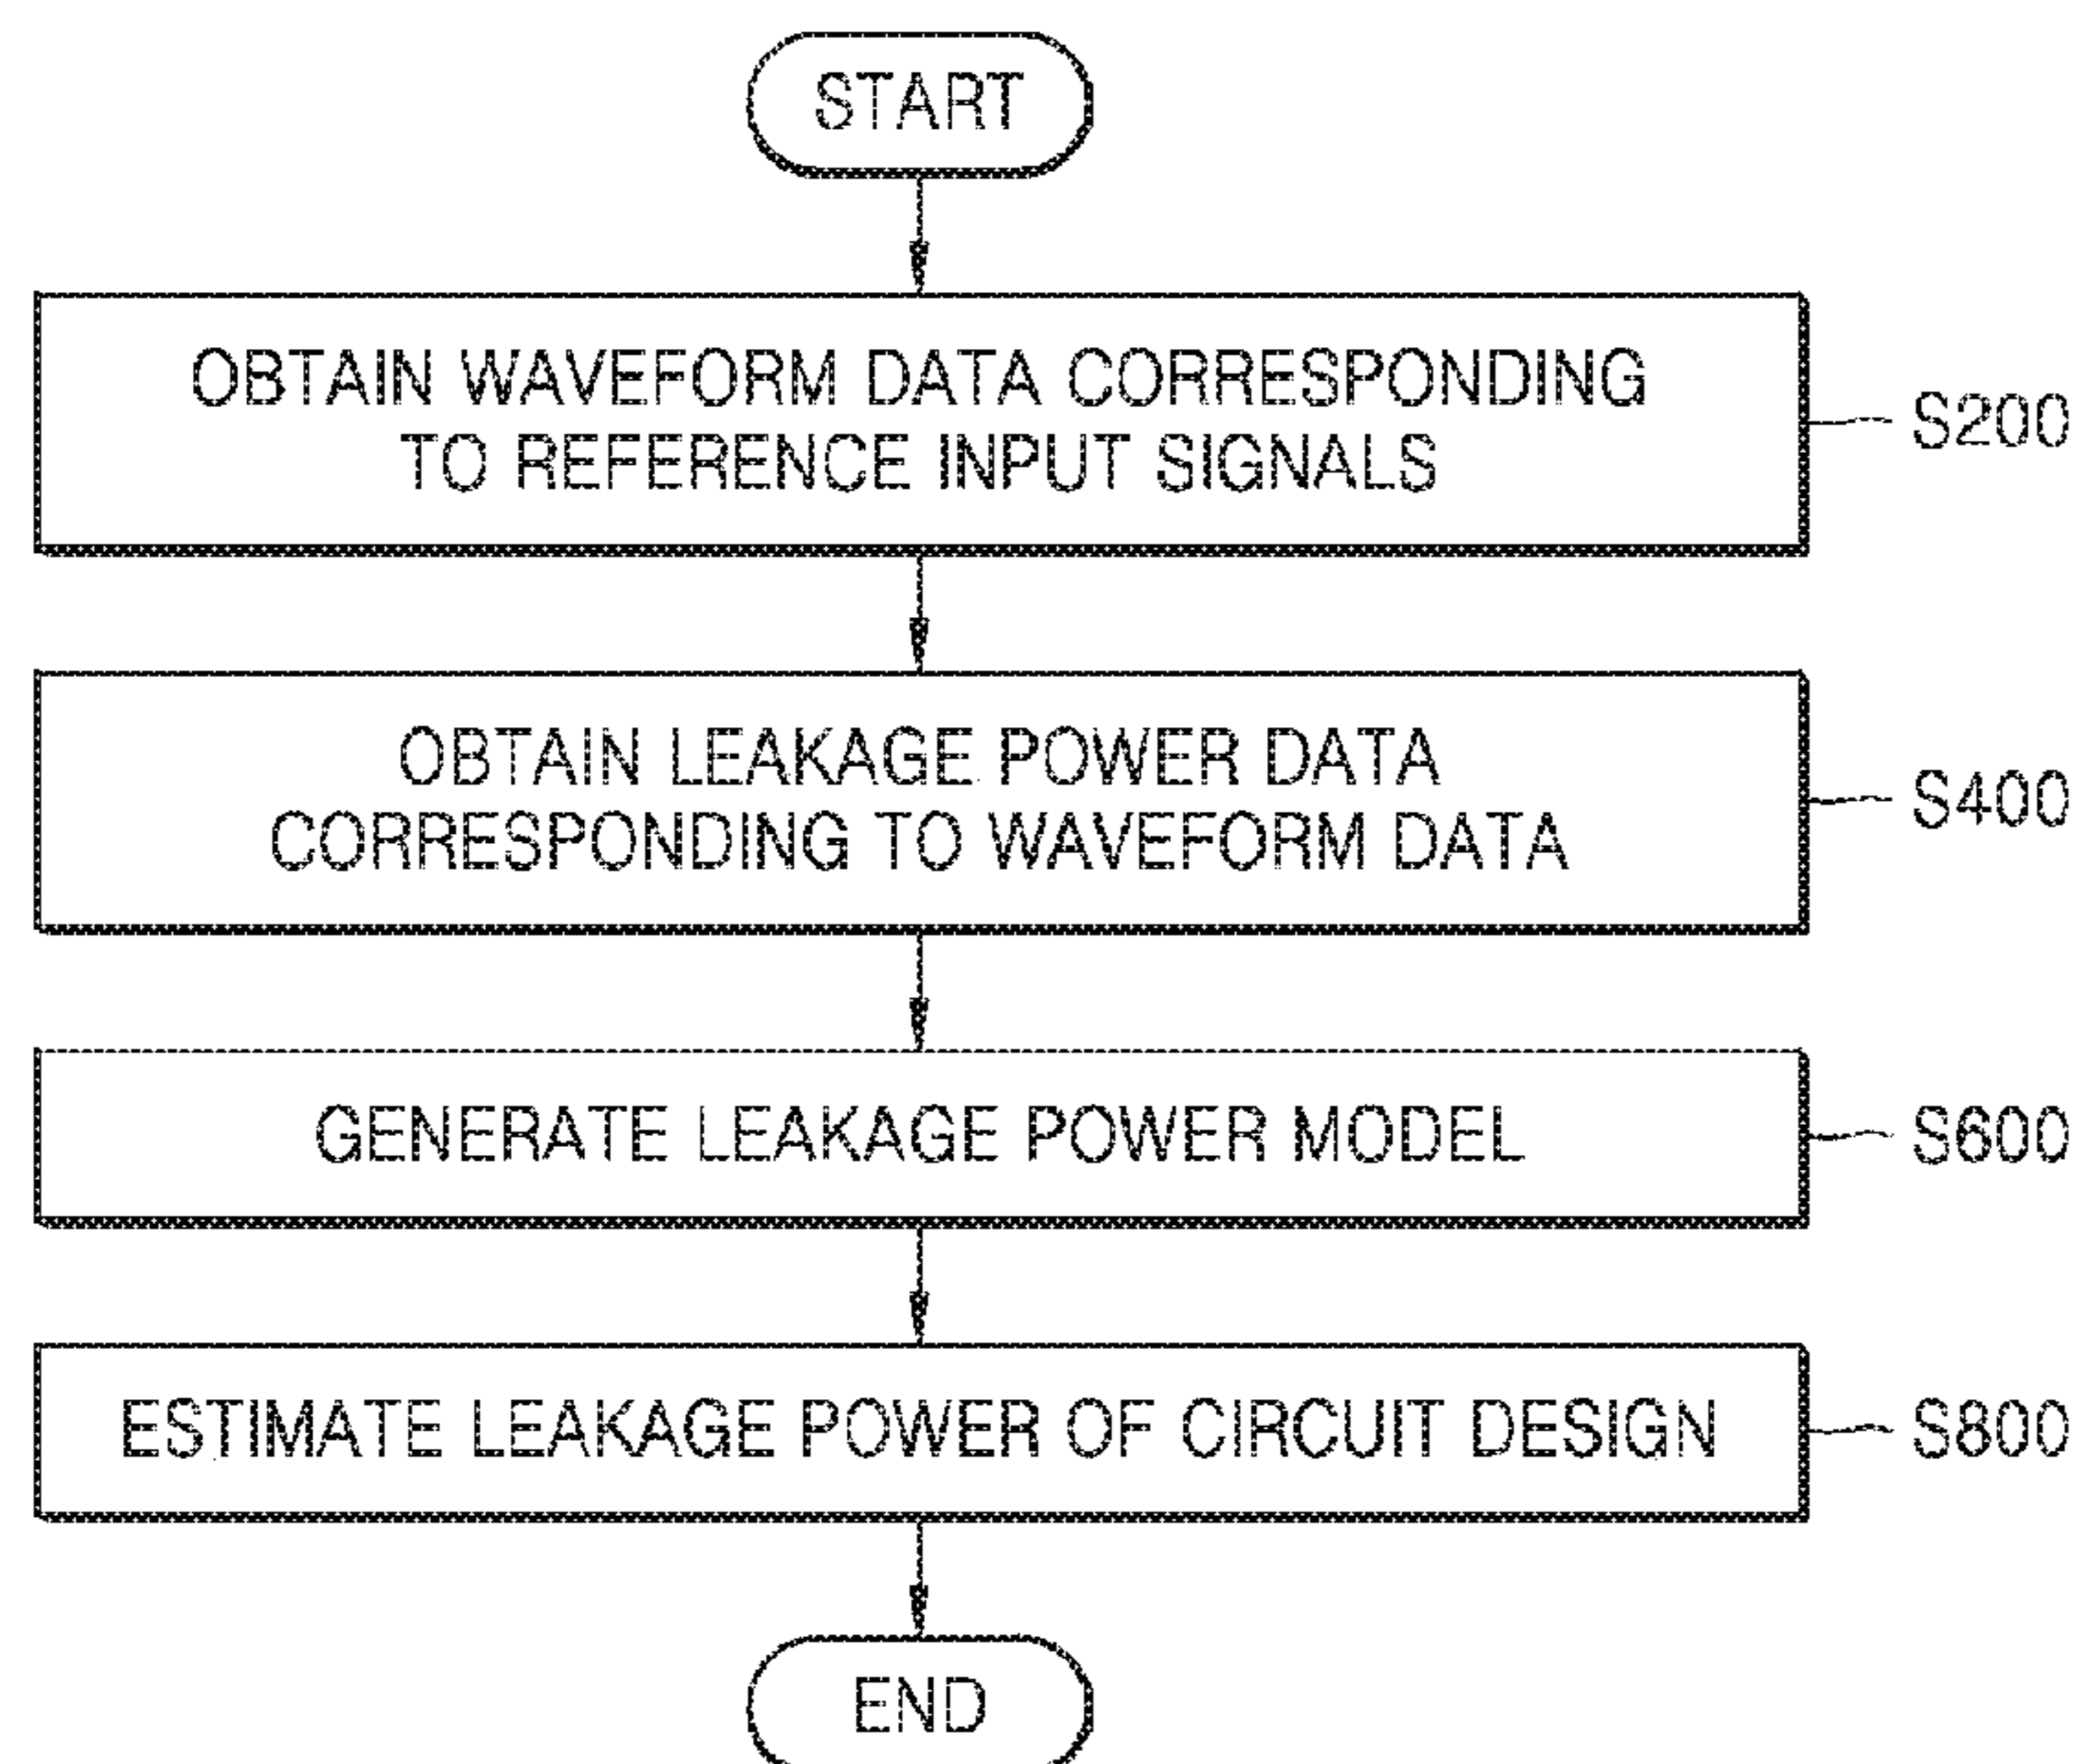 START
OBTAIN WAVEFORM DATA CORRESPONDING
TO REFERENCE INPUT SIGNALS
S200
OBTAIN LEAKAGE POWER DATA
CORRESPONDING TO WAVEFORM DATA
S400
GENERATE LEAKAGE POWER MODEL
S600
ESTIMATE LEAKAGE POWER OF CIRCUIT DESIGN
S800
END